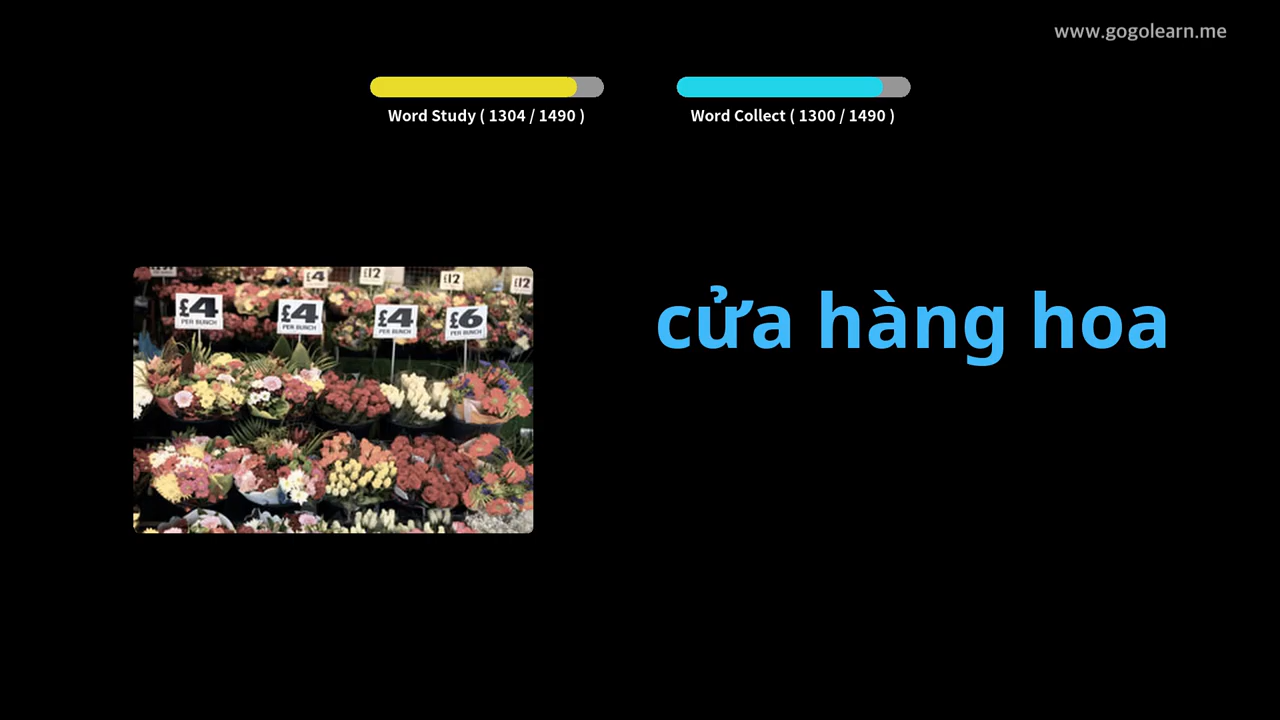 www.gogolearn.me
Word Study ( 1304 / 1490 )
Word Collect ( 1300 / 1490 )
cửa hàng hoa
£4
£12
£12
£12
£4
PER BUNCH
£4
PER BUNCH
£4
PER BUNCH
£6
PER BUNCH